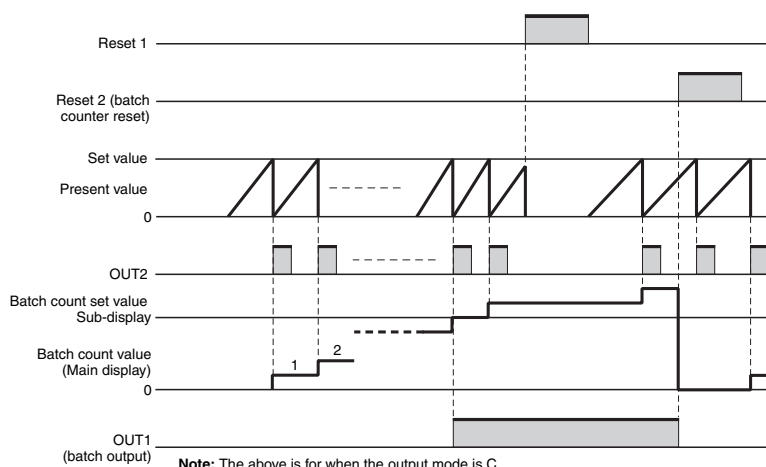 Reset 1
Reset 2 (batch
counter reset)
Set value
Present value
0
OUT2
Batch count set value
Sub-display
Batch count value
(Main display)
1
2
0
OUT1
(batch output)
Note: The above is for when the output mode is C.